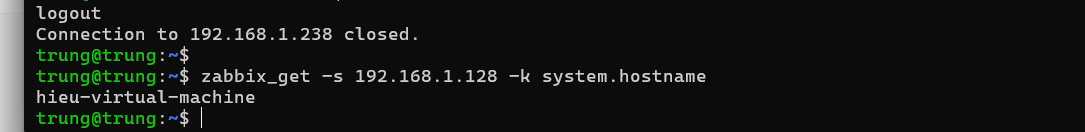 logout
Connection to 192.168.1.238 closed.
trung@trung:~$
trung@trung:~$ zabbix_get -s 192.168.1.128 -k system.hostname
hieu-virtual-machine
trung@trung:~$